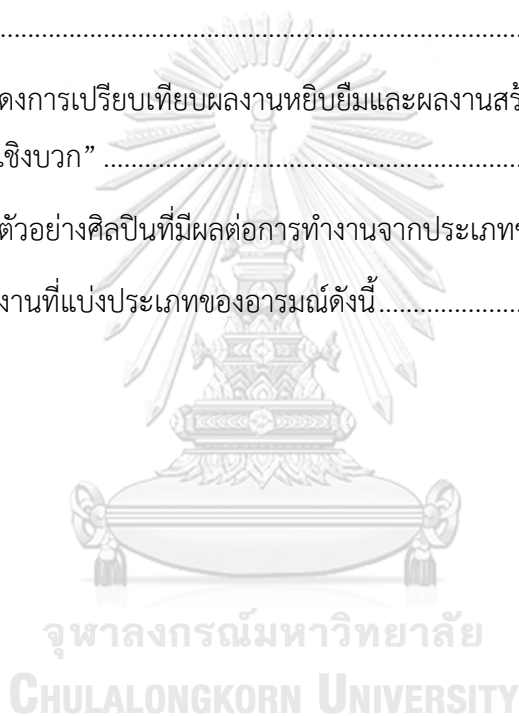 ........................................................................................
ดงการเปรียบเทียบผลงานหยิบยืมและผลงานสร้
เชิงบวก” ................................................................
ตัวอย่างศิลปินที่มีผลต่อการทำงานจากประเภท
งานที่แบ่งประเภทของอารมณ์ดังนี้ .....................
จุฬาลงกรณ์มหาวิทยาลัย
CHULALONGKORN UNIVERSITY